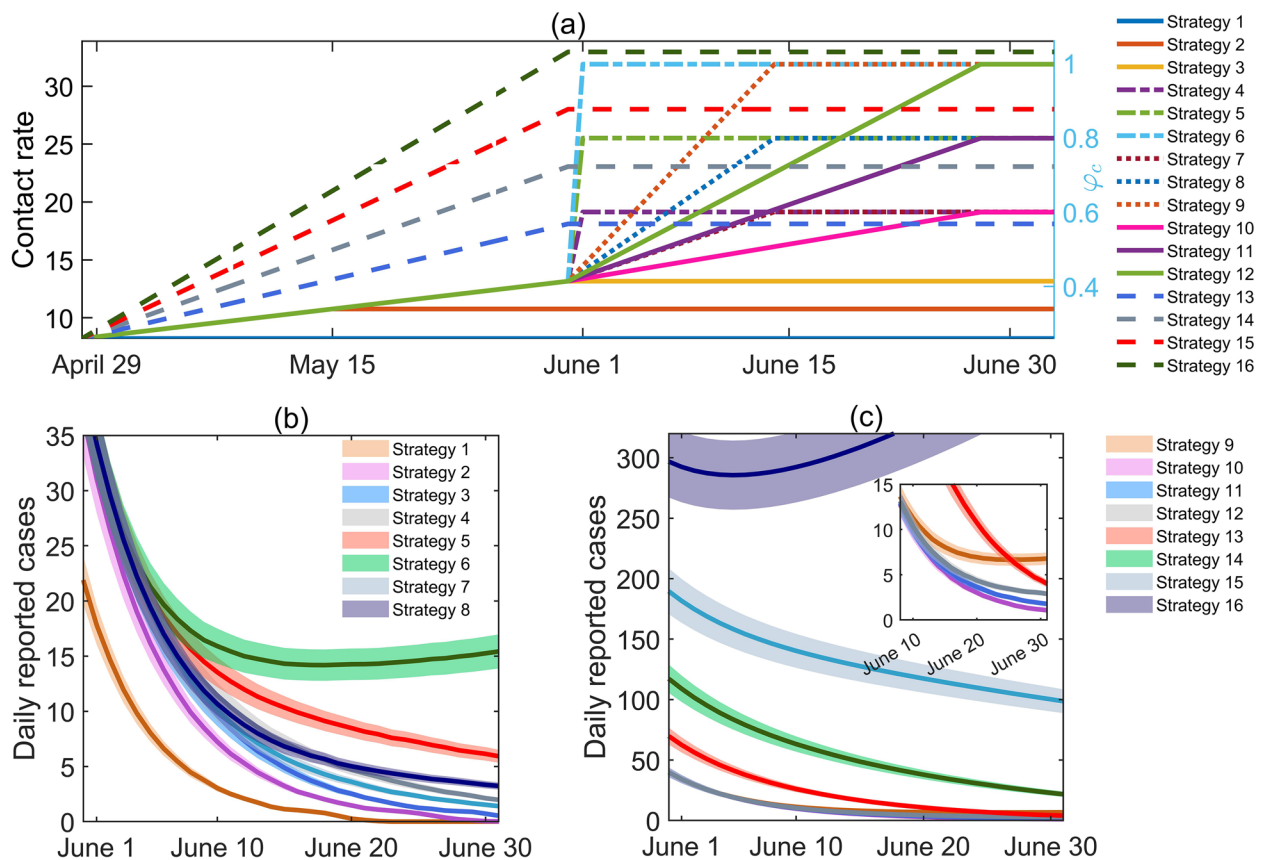 (a)
Contact rate
30
25
20
15
10
April 29
May 15
June 1
June 15
June 30
1
0.8
0.6
0.4
φc
Strategy 1
Strategy 2
Strategy 3
Strategy 4
Strategy 5
Strategy 6
Strategy 7
Strategy 8
Strategy 9
Strategy 10
Strategy 11
Strategy 12
Strategy 13
Strategy 14
Strategy 15
Strategy 16
(b)
Daily reported cases
35
30
25
20
15
10
5
0
June 1
June 10
June 20
June 30
Strategy 1
Strategy 2
Strategy 3
Strategy 4
Strategy 5
Strategy 6
Strategy 7
Strategy 8
(c)
Daily reported cases
300
250
200
150
100
50
0
June 1
June 10
June 20
June 30
15
10
5
0
June 10
June 20
June 30
Strategy 9
Strategy 10
Strategy 11
Strategy 12
Strategy 13
Strategy 14
Strategy 15
Strategy 16